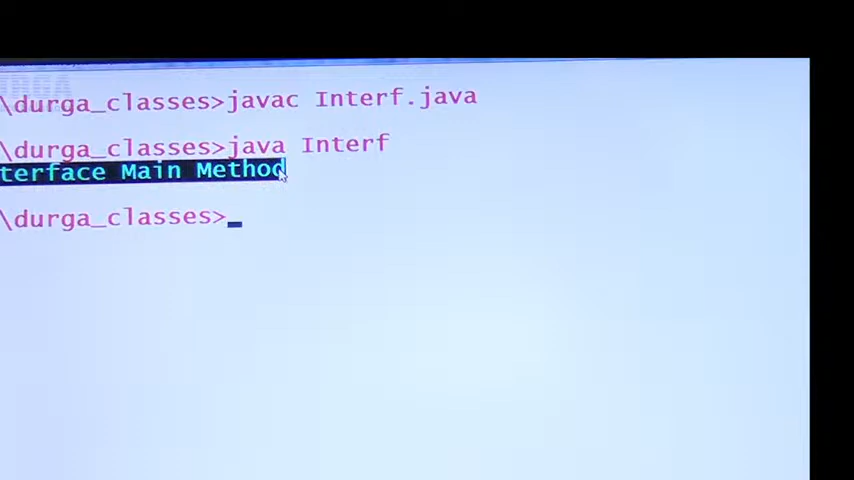 \durga_classes>javac Interf.java
\durga_classes>java Interf
terface Main Method
\durga_classes>